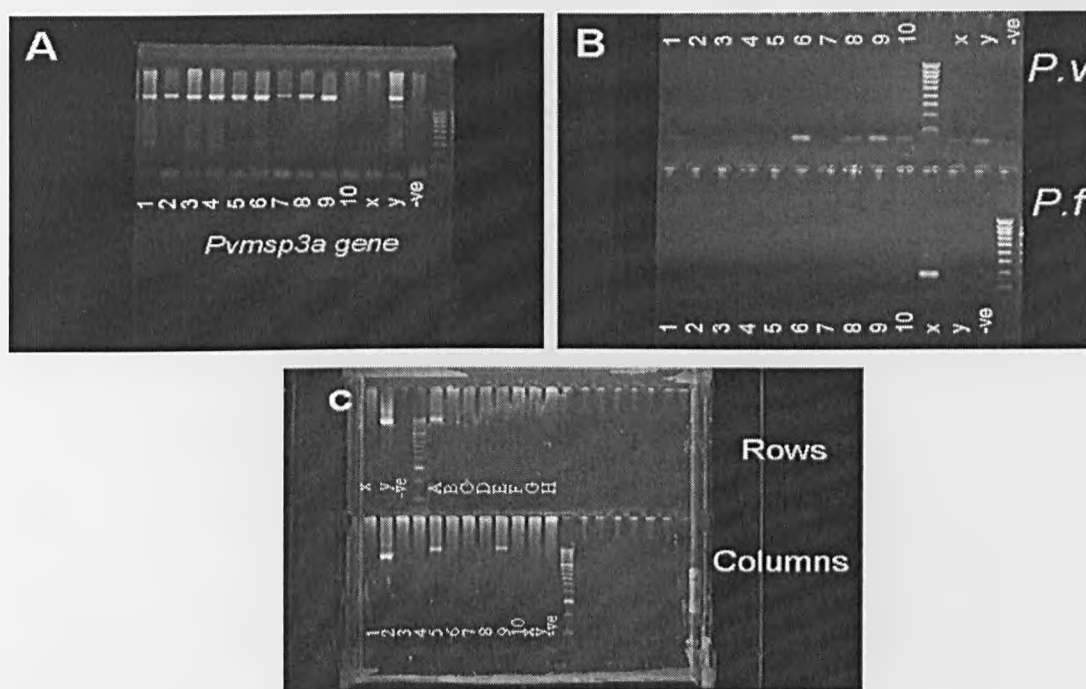 A
1 2 3 4 5 6 7 8 9 10 x y -ve
Pvmsp3a gene
B
1 2 3 4 5 6 7 8 9 10 x y -ve
P.v
P.f
1 2 3 4 5 6 7 8 9 10 x y -ve
c
Rows
x y -ve A B C D E F G H
Columns
1 2 3 4 5 6 7 8 9 10 x y -ve